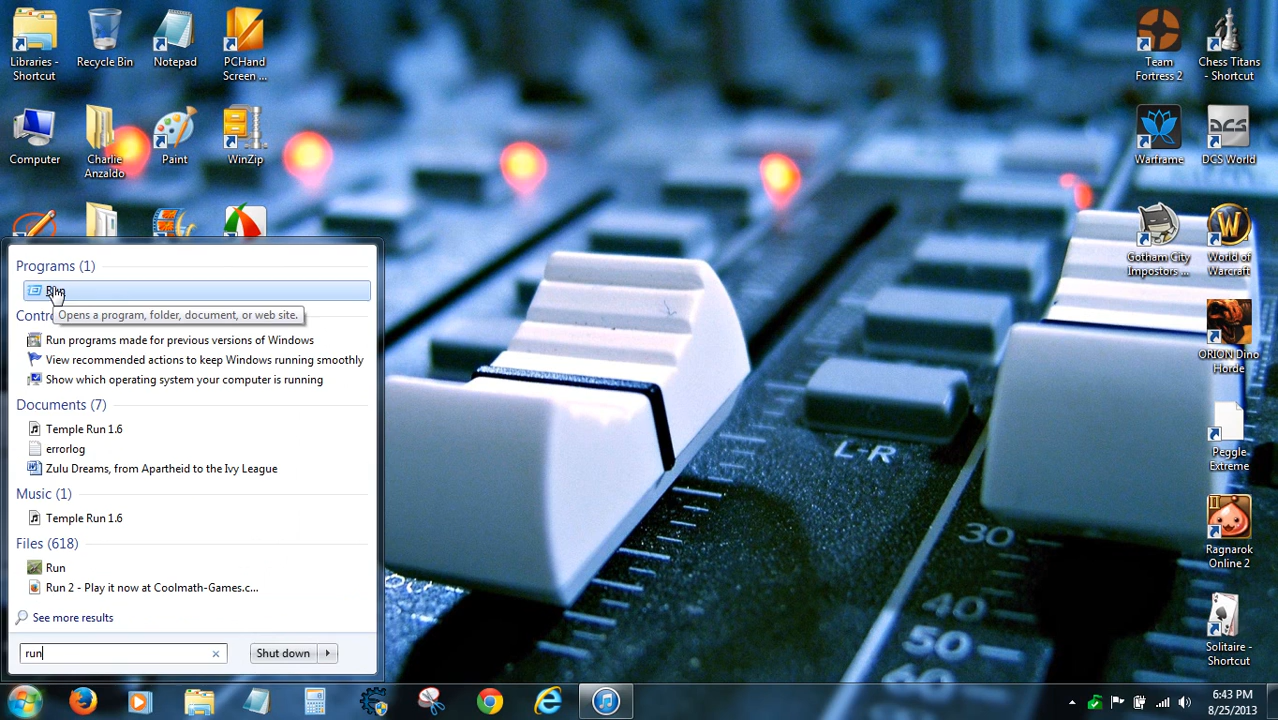 Libraries - Shortcut
Recycle Bin
Notepad
PCHand Screen ...
Team Fortress 2
Chess Titans - Shortcut
Computer
Charlie Anzaldo
Paint
WinZip
Warframe
DCS
DCS World
Gotham City Impostors ...
World of Warcraft
ORION Dino Horde
Peggle Extreme
Ragnarok Online 2
Solitaire - Shortcut
Programs (1)
Run
Opens a program, folder, document, or web site.
Run programs made for previous versions of Windows
View recommended actions to keep Windows running smoothly
Show which operating system your computer is running
Documents (7)
Temple Run 1.6
errorlog
Zulu Dreams, from Apartheid to the Ivy League
Music (1)
Temple Run 1.6
Files (618)
Run
Run 2 - Play it now at Coolmath-Games.c...
See more results
run
Shut down
L-R
30
40
50
60
6:43 PM
8/25/2013